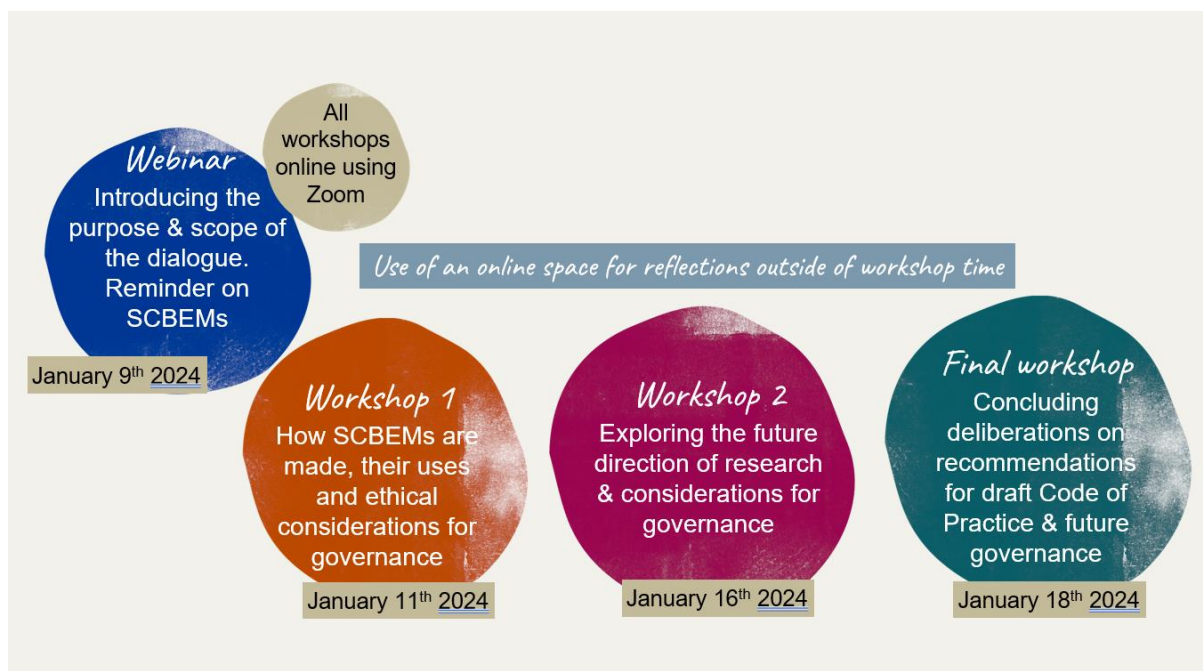 All
workshops
online using
Zoom
Webinar
Introducing the
purpose & scope of
the dialogue.
Reminder on
SCBEMs
January 9th 2024
Use of an online space for reflections outside of workshop time
Workshop 1
How SCBEMs are
made, their uses
and ethical
considerations for
governance
January 11th 2024
Workshop 2
Exploring the future
direction of research
& considerations for
governance
January 16th 2024
Final workshop
Concluding
deliberations on
recommendations
for draft Code of
Practice & future
governance
January 18th 2024